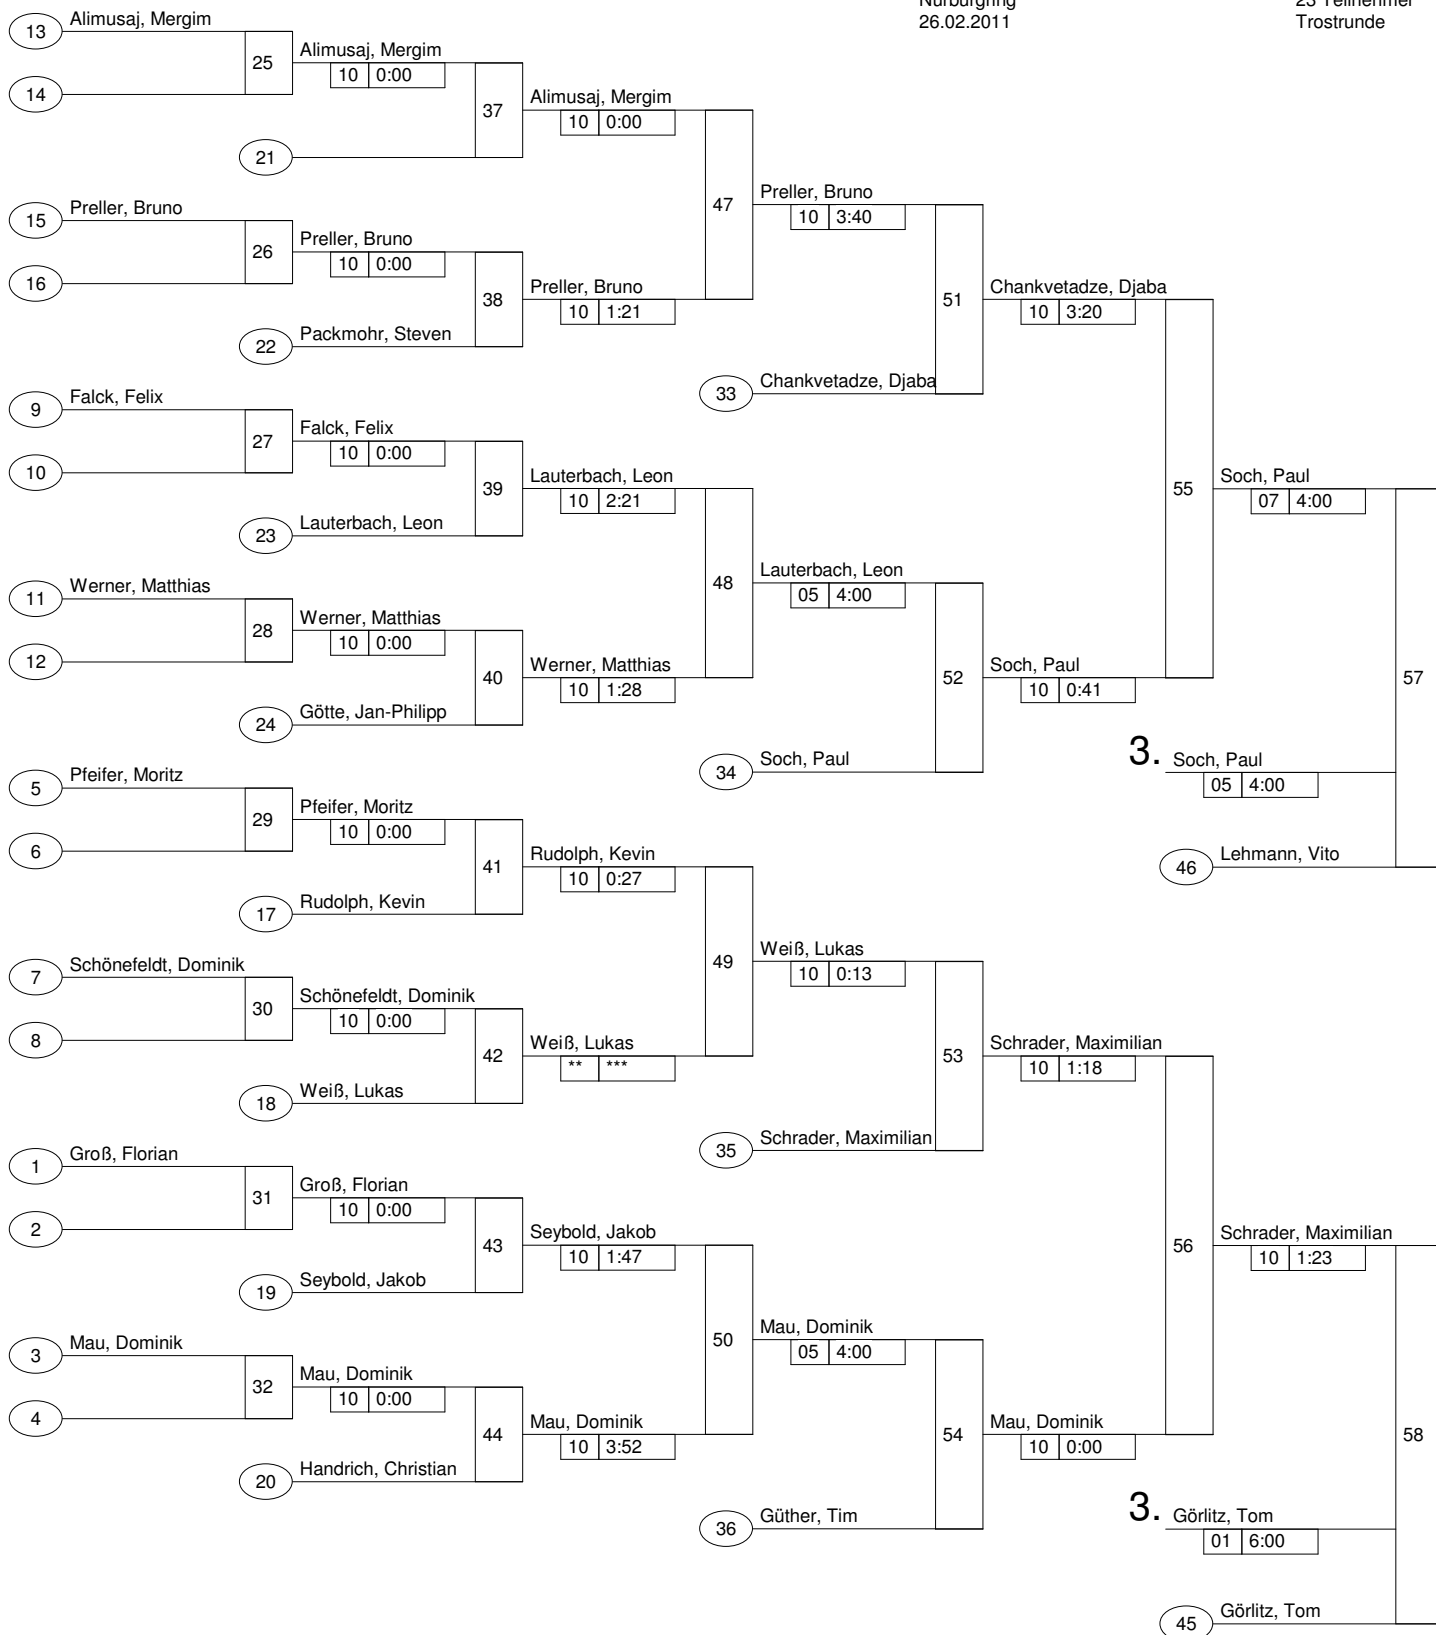 Nürburgring
26.02.2011
23 Teilnehmer
Trostrunde
13 Alimusaj, Mergim
14
25
Alimusaj, Mergim
10 0:00
21
37
Alimusaj, Mergim
10 0:00
15 Preller, Bruno
16
26
Preller, Bruno
10 0:00
22 Packmohr, Steven
38
Preller, Bruno
10 1:21
47
Preller, Bruno
10 3:40
33 Chankvetadze, Djaba
51
Chankvetadze, Djaba
10 3:20
9 Falck, Felix
10
27
Falck, Felix
10 0:00
23 Lauterbach, Leon
39
Lauterbach, Leon
10 2:21
11 Werner, Matthias
12
28
Werner, Matthias
10 0:00
24 Götte, Jan-Philipp
40
Werner, Matthias
10 1:28
48
Lauterbach, Leon
05 4:00
34 Soch, Paul
52
Soch, Paul
10 0:41
55
Soch, Paul
07 4:00
57
3. Soch, Paul
05 4:00
46 Lehmann, Vito
5 Pfeifer, Moritz
6
29
Pfeifer, Moritz
10 0:00
17 Rudolph, Kevin
41
Rudolph, Kevin
10 0:27
7 Schönefeldt, Dominik
8
30
Schönefeldt, Dominik
10 0:00
18 Weiß, Lukas
42
Weiß, Lukas
** ***
49
Weiß, Lukas
10 0:13
35 Schrader, Maximilian
53
Schrader, Maximilian
10 1:18
1 Groß, Florian
2
31
Groß, Florian
10 0:00
19 Seybold, Jakob
43
Seybold, Jakob
10 1:47
3 Mau, Dominik
4
32
Mau, Dominik
10 0:00
20 Handrich, Christian
44
Mau, Dominik
10 3:52
50
Mau, Dominik
05 4:00
36 Güther, Tim
54
Mau, Dominik
10 0:00
56
Schrader, Maximilian
10 1:23
58
3. Görlitz, Tom
01 6:00
45 Görlitz, Tom